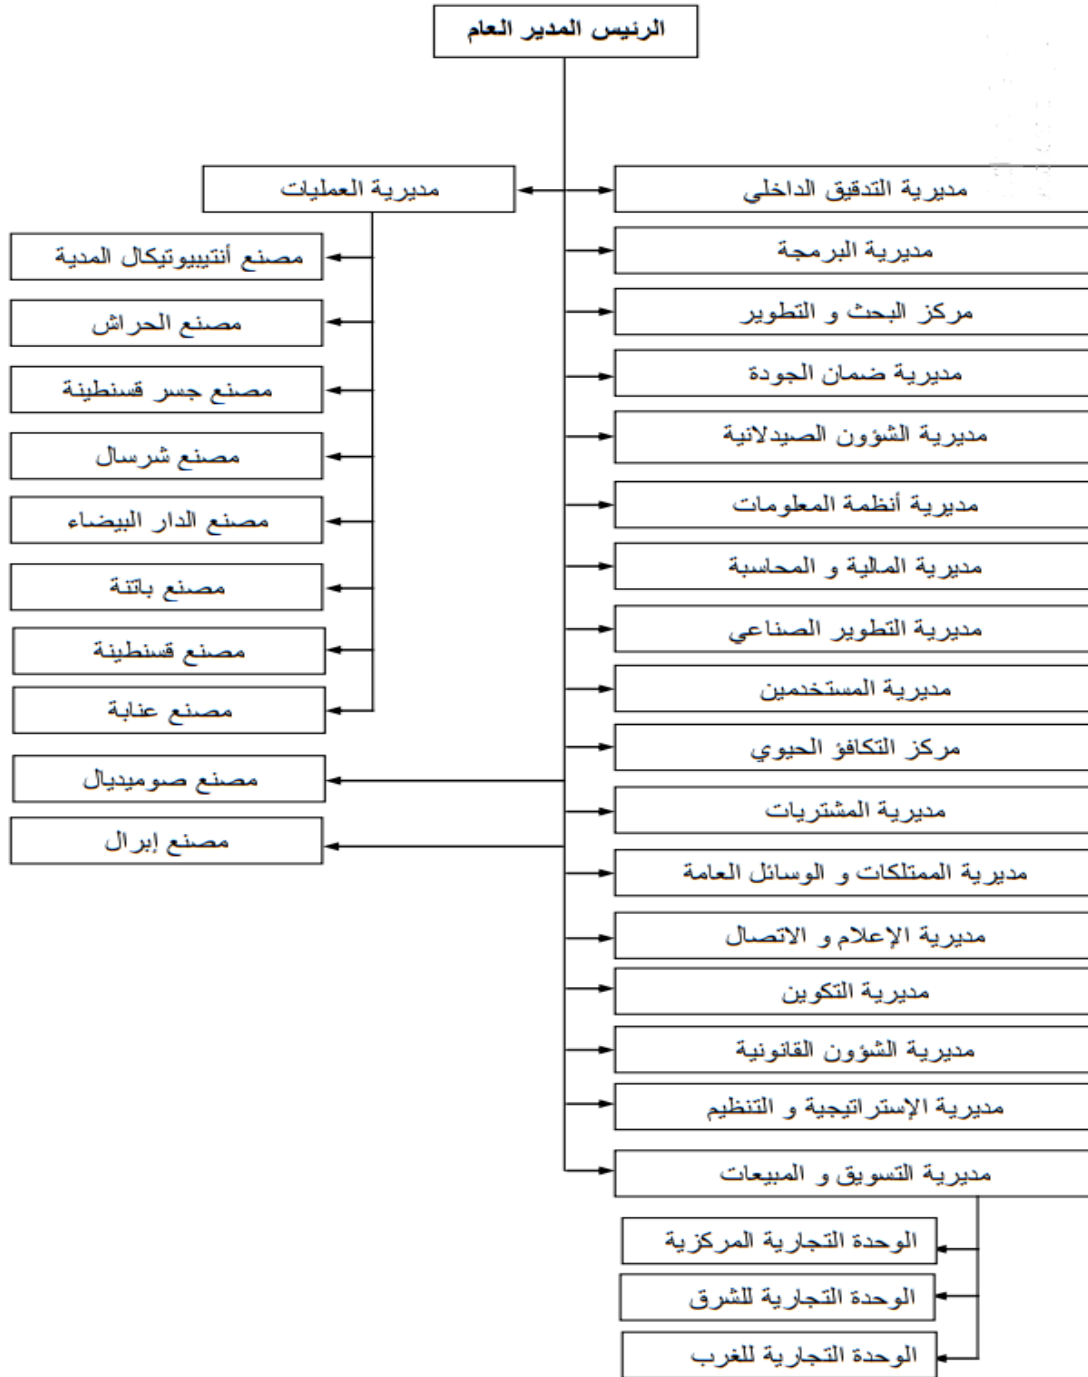 الرئيس المدير العام
مديرية التدقيق الداخلي
مديرية العمليات
مديرية البرمجة
مركز البحث و التطوير
مديرية ضمان الجودة
مديرية الشؤون الصيدلانية
مديرية أنظمة المعلومات
مديرية المالية و المحاسبة
مديرية التطوير الصناعي
مديرية المستخدمين
مركز التكافؤ الحيوي
مديرية المشتريات
مديرية الممتلكات و الوسائل العامة
مديرية الإعلام و الاتصال
مديرية التكوين
مديرية الشؤون القانونية
مديرية الإستراتيجية و التنظيم
مديرية التسويق و المبيعات
الوحدة التجارية المركزية
الوحدة التجارية للشرق
الوحدة التجارية للغرب
مصنع أنتيبيوتيكال المدية
مصنع الحراش
مصنع جسر قسنطينة
مصنع شرسال
مصنع الدار البيضاء
مصنع باتنة
مصنع قسنطينة
مصنع عنابة
مصنع صوميديال
مصنع إبرال